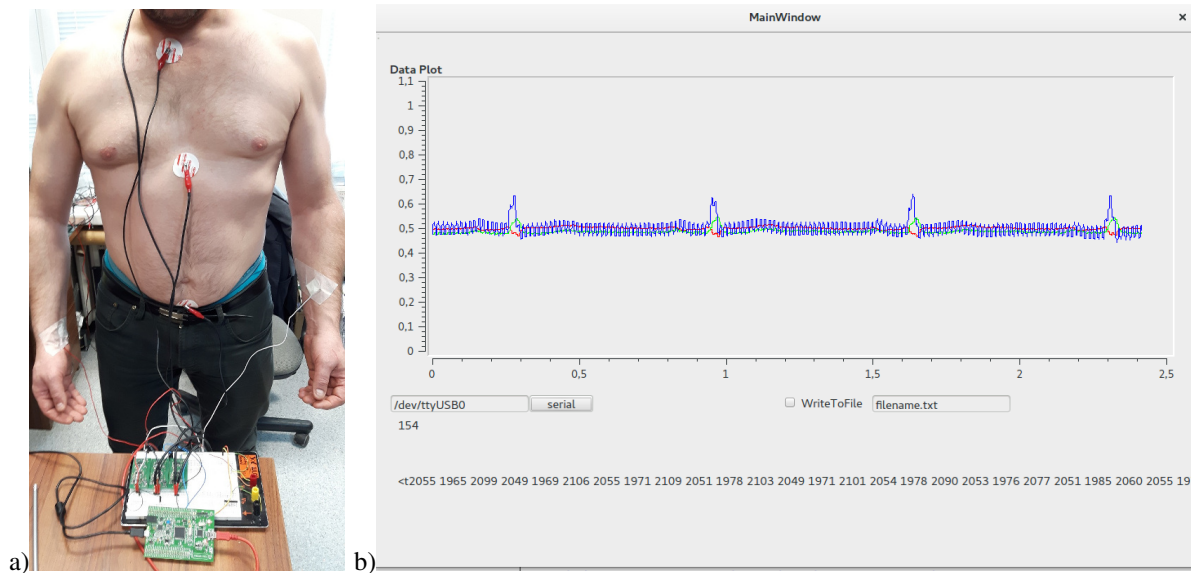 MainWindow ×
Data Plot
1,1
1
0,9
0,8
0,7
0,6
0,5
0,4
0,3
0,2
0,1
0
0 0,5 1 1,5 2 2,5
/dev/ttyUSB0 serial WriteToFile filename.txt
154
<t2055 1965 2099 2049 1969 2106 2055 1971 2109 2051 1978 2103 2049 1971 2101 2054 1978 2090 2053 1976 2077 2051 1985 2060 2055 19
a) b)